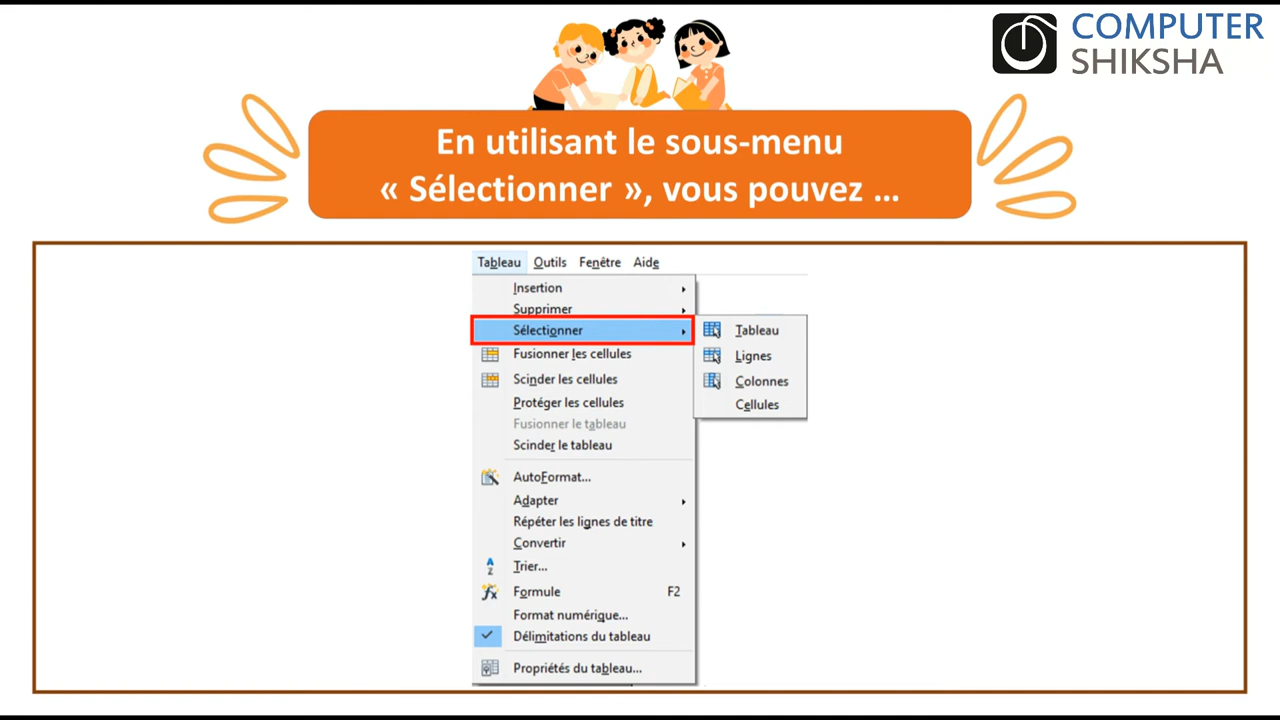 COMPUTER
SHIKSHA
En utilisant le sous-menu
« Sélectionner », vous pouvez ...
Tableau Outils Fenêtre Aide
Insertion
Supprimer
Sélectionner
Tableau
Lignes
Colonnes
Cellules
Fusionner les cellules
Scinder les cellules
Protéger les cellules
Fusionner le tableau
Scinder le tableau
AutoFormat...
Adapter
Répéter les lignes de titre
Convertir
Trier...
Formule F2
Format numérique...
Délimitations du tableau
Propriétés du tableau...